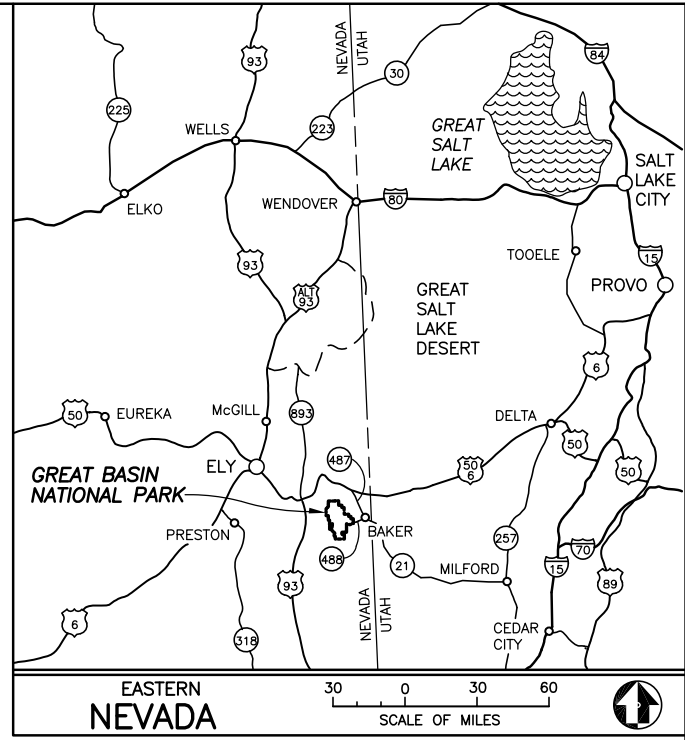 93
NEVADA
UTAH
84
30
225
223
GREAT
SALT
LAKE
WELLS
SALT
LAKE
CITY
ELKO
WENDOVER
80
TOOELE
15
93
PROVO
ALT
93
GREAT
SALT
LAKE
DESERT
6
50
EUREKA
McGILL
893
DELTA
50
ELY
487
50
6
50
GREAT BASIN
NATIONAL PARK
BAKER
PRESTON
257
488
21
MILFORD
70
15
93
89
6
NEVADA
UTAH
CEDAR
CITY
318
EASTERN
NEVADA
30 0 30 60
SCALE OF MILES